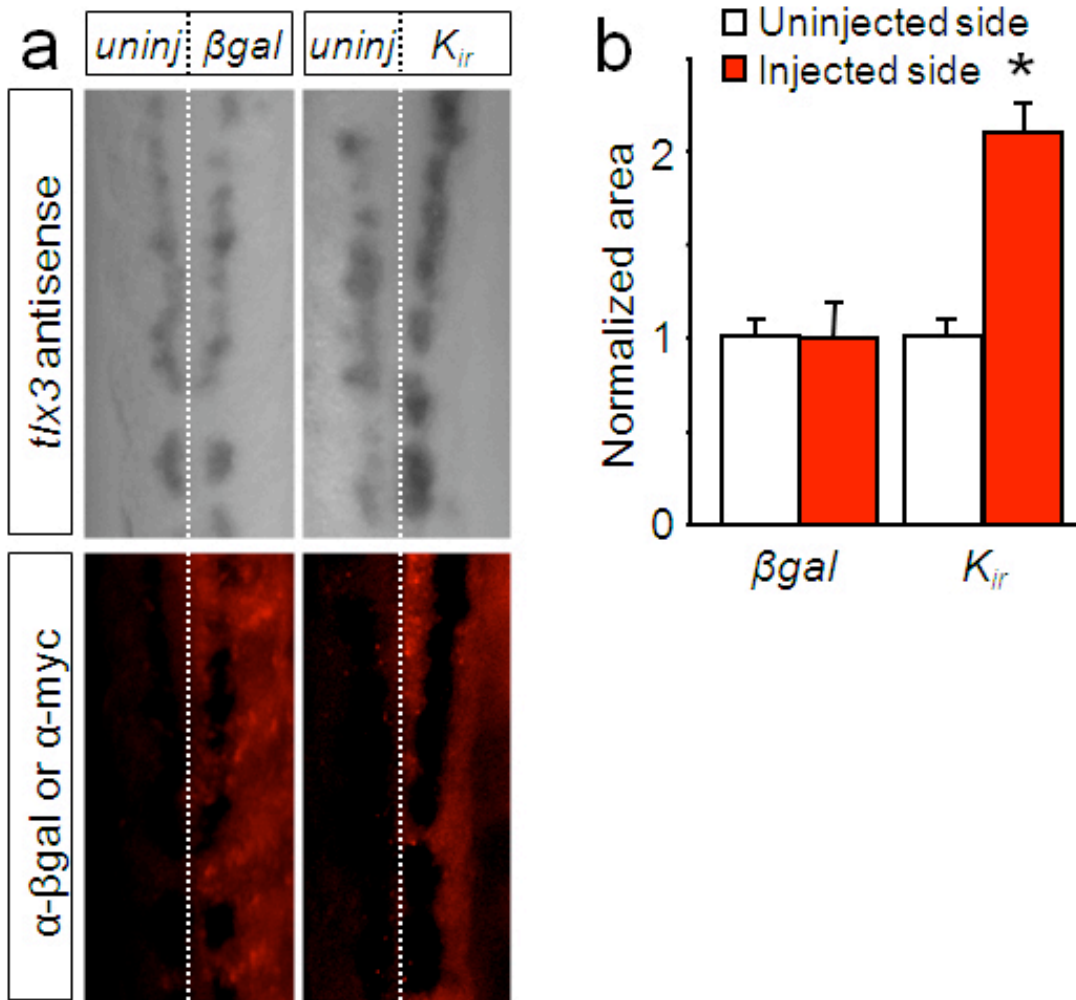 a
uninj βgal
uninj Kir
tlx3 antisense
α-βgal or α-myc
b
Uninjected side
Injected side
*
Normalized area
2
1
0
βgal
Kir